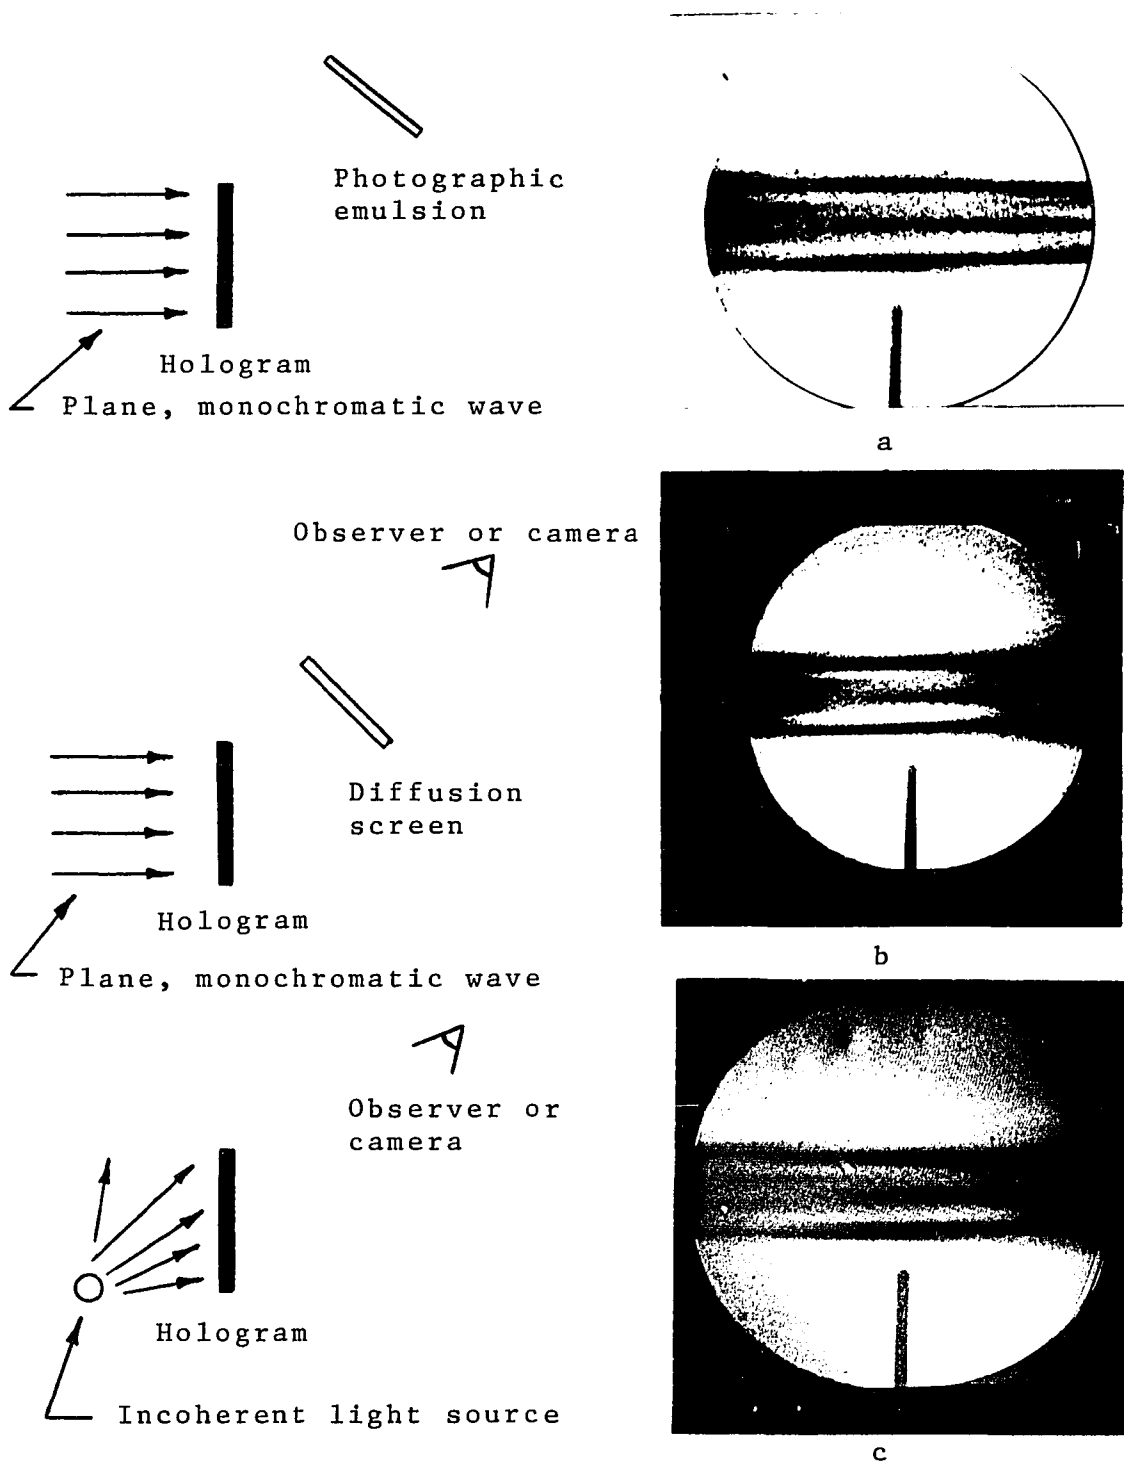 Photographic
emulsion
Hologram
Plane, monochromatic wave
a
Observer or camera
Diffusion
screen
Hologram
Plane, monochromatic wave
b
Observer or
camera
Hologram
Incoherent light source
c